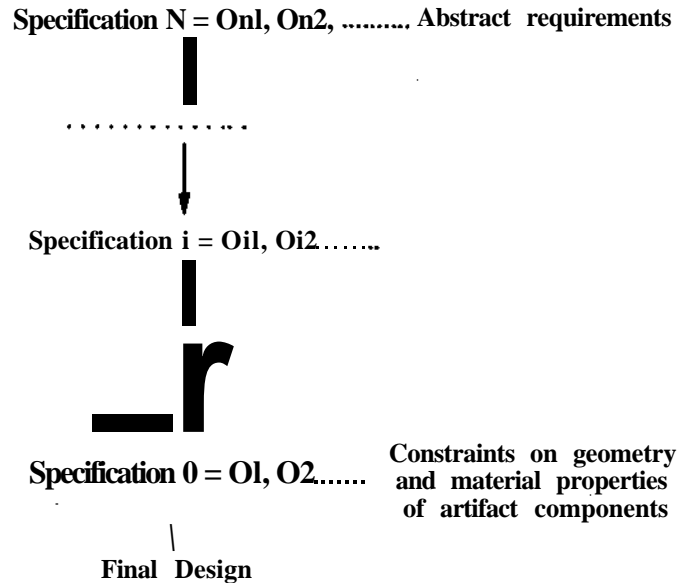 Specification N = Onl, On2, ........... Abstract requirements
Specification i = Oil, Oi2........
_r
Specification 0 = Ol, O2.......
Constraints on geometry
and material properties
of artifact components
\
Final Design